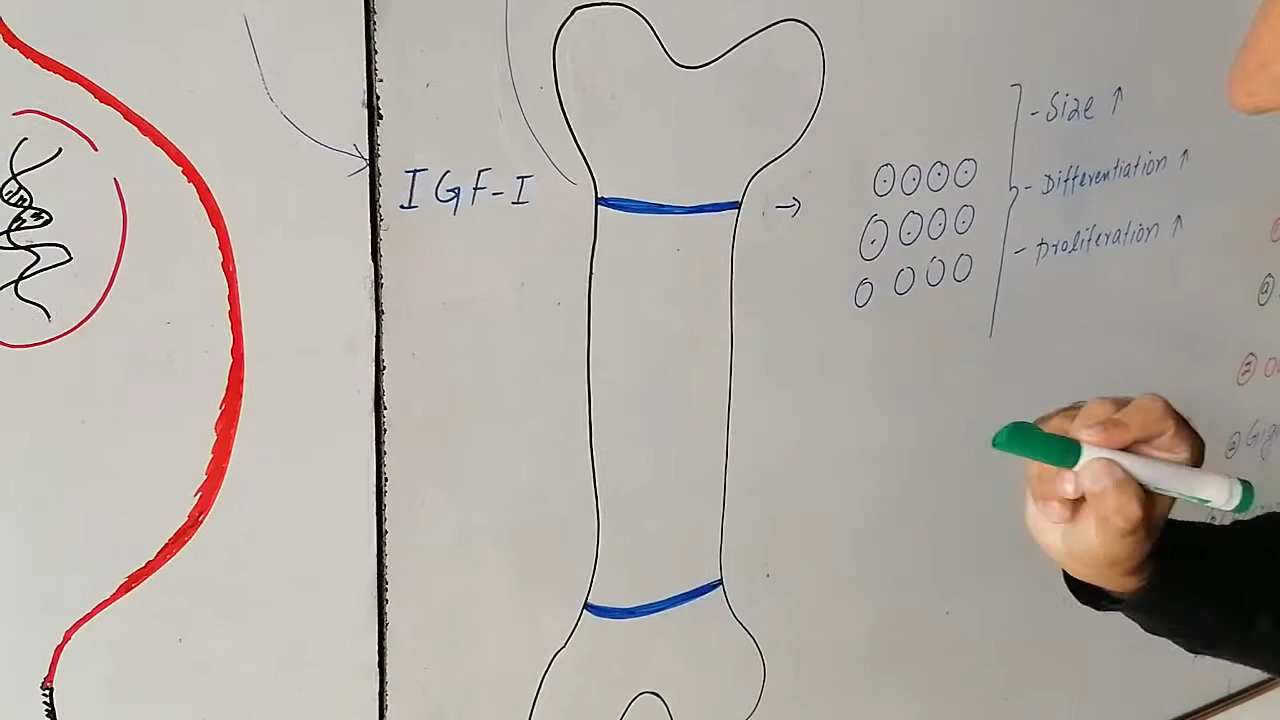 IGF-I
- Size ↑
- Differentiation ↑
- Proliferation ↑